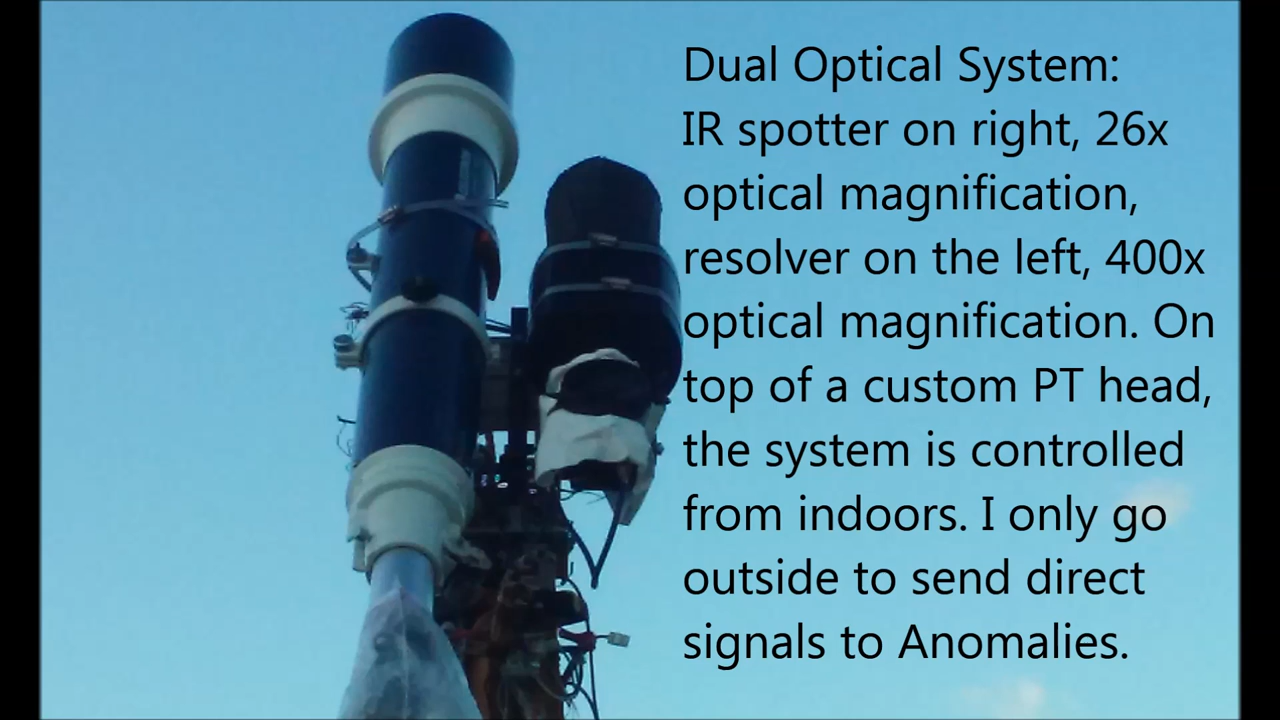 Dual Optical System:
IR spotter on right, 26x
optical magnification,
resolver on the left, 400x
optical magnification. On
top of a custom PT head,
the system is controlled
from indoors. I only go
outside to send direct
signals to Anomalies.